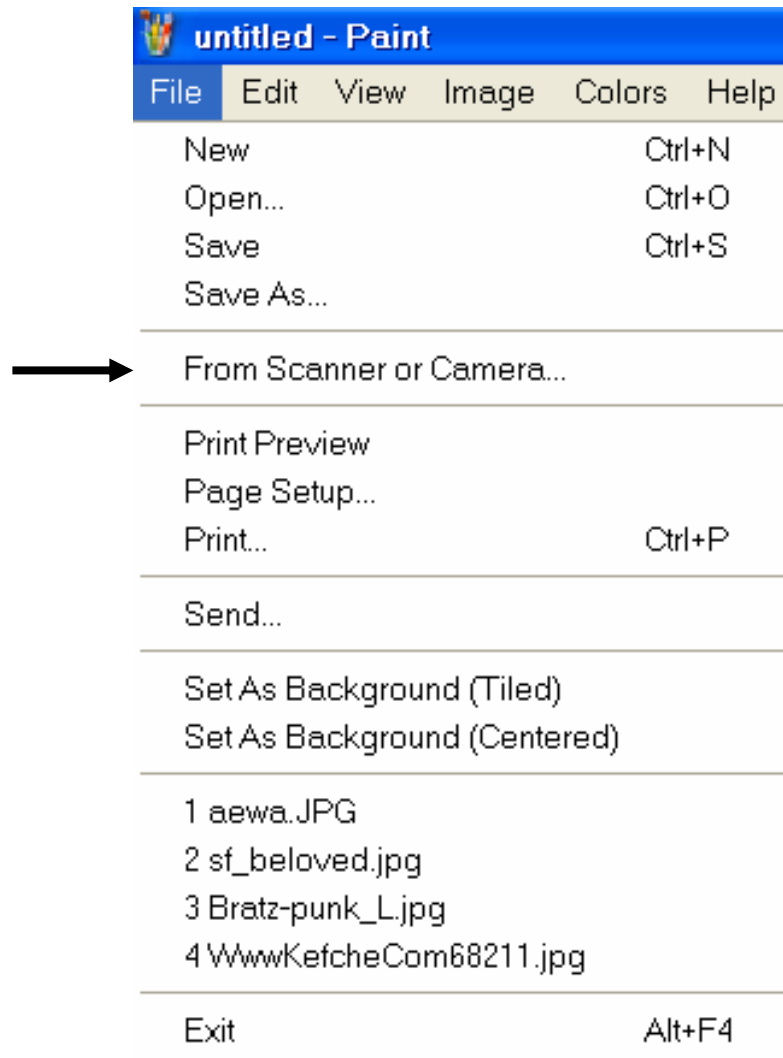 untitled - Paint
File Edit View Image Colors Help
New Ctrl+N
Open... Ctrl+O
Save Ctrl+S
Save As...
From Scanner or Camera...
Print Preview
Page Setup...
Print... Ctrl+P
Send...
Set As Background (Tiled)
Set As Background (Centered)
1 aewa.JPG
2 sf_beloved.jpg
3 Bratz-punk_L.jpg
4 WwwKefcheCom68211.jpg
Exit Alt+F4